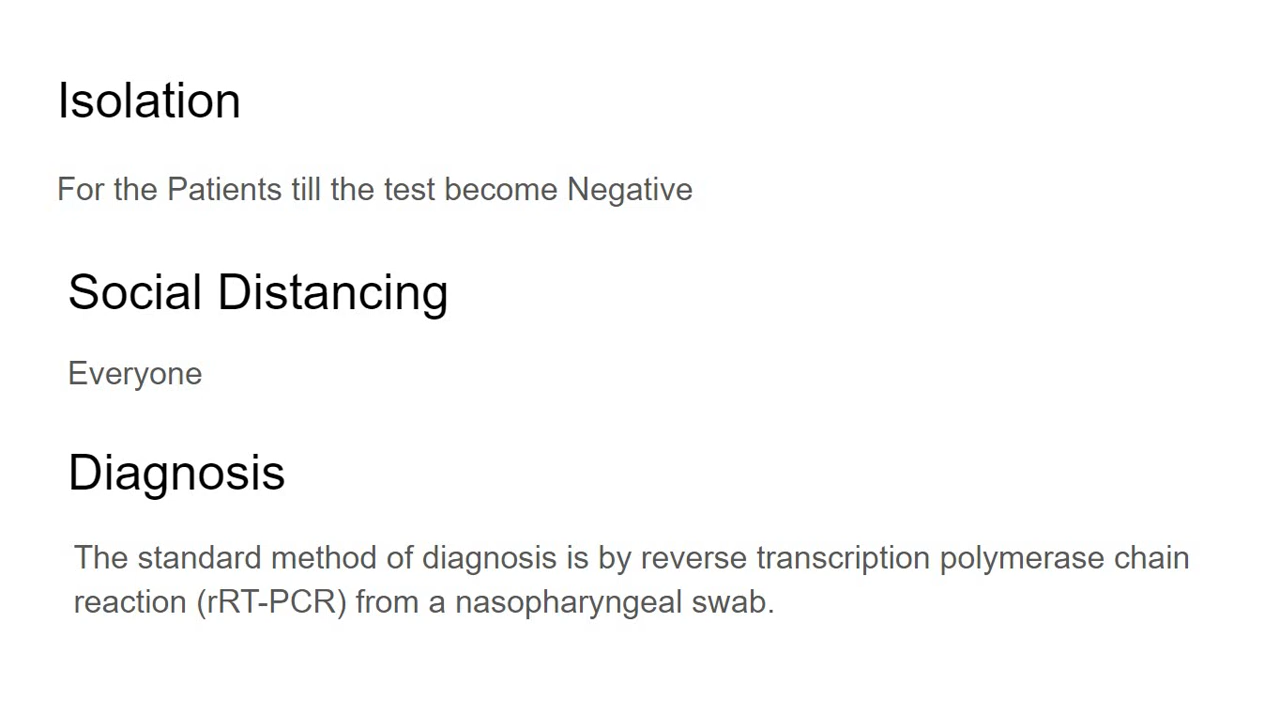 Isolation
For the Patients till the test become Negative
Social Distancing
Everyone
Diagnosis
The standard method of diagnosis is by reverse transcription polymerase chain
reaction (rRT-PCR) from a nasopharyngeal swab.